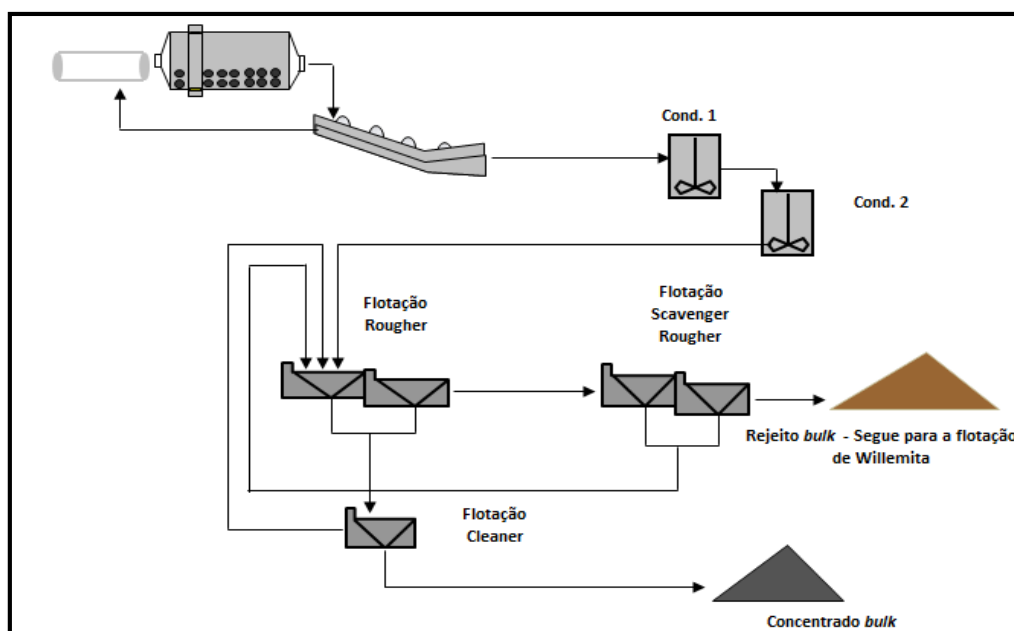 Cond. 1
Cond. 2
Flotação
Rougher
Flotação
Scavenger
Rougher
Rejeito bulk - Segue para a flotação
de Willemita
Flotação
Cleaner
Concentrado bulk